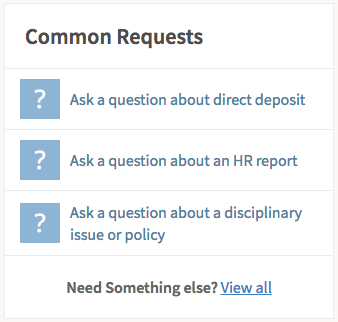 Common Requests
? Ask a question about direct deposit
? Ask a question about an HR report
? Ask a question about a disciplinary
issue or policy
Need Something else? View all